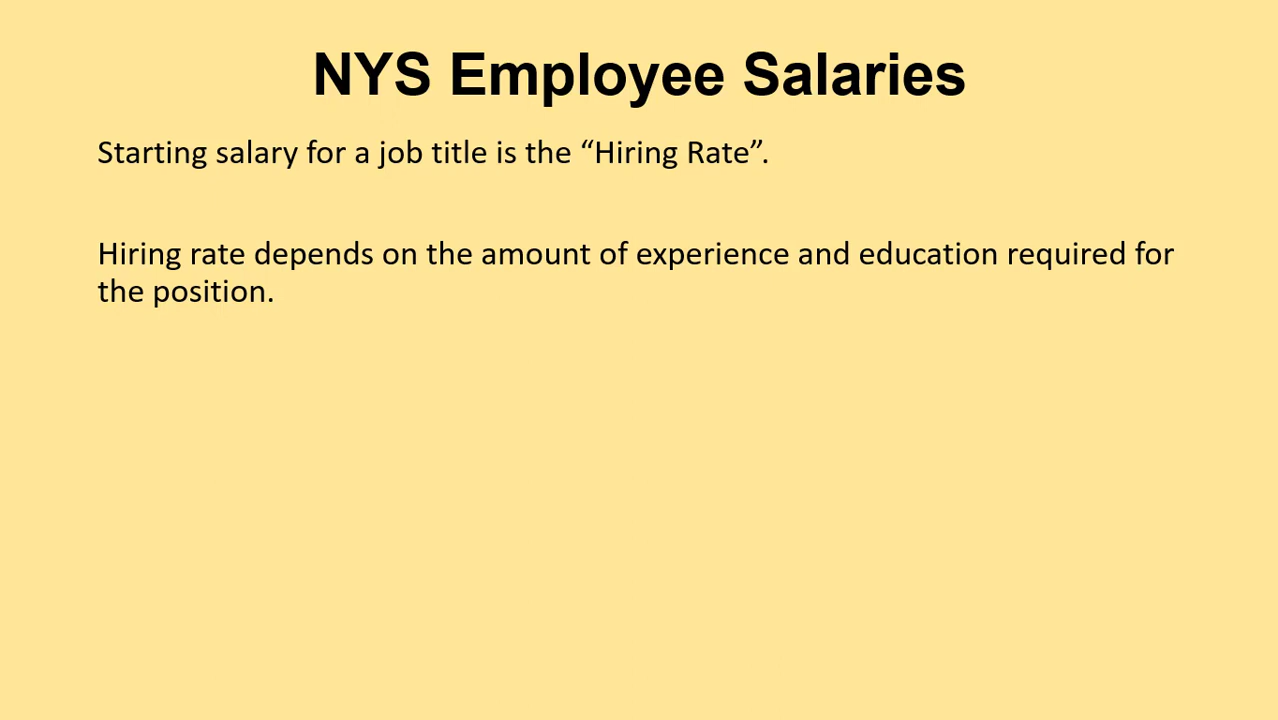 NYS Employee Salaries
Starting salary for a job title is the “Hiring Rate”.
Hiring rate depends on the amount of experience and education required for
the position.